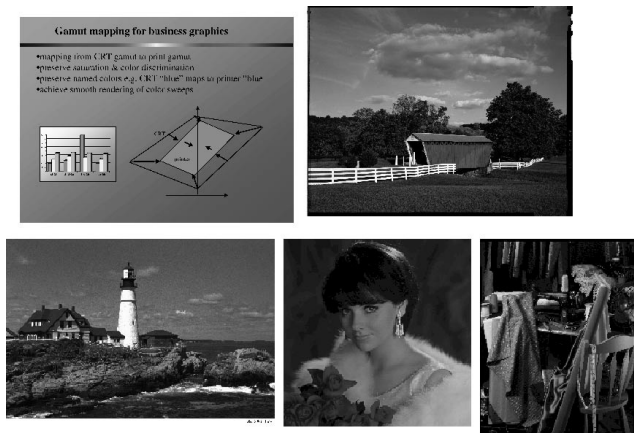 Gamut mapping for business graphics
•mapping from CRT gamut to print gamut
•preserve saturation & color discrimination
•preserve named colors e.g. CRT "blue" maps to printer "blue
•achieve smooth rendering of color sweeps
CRT
printer